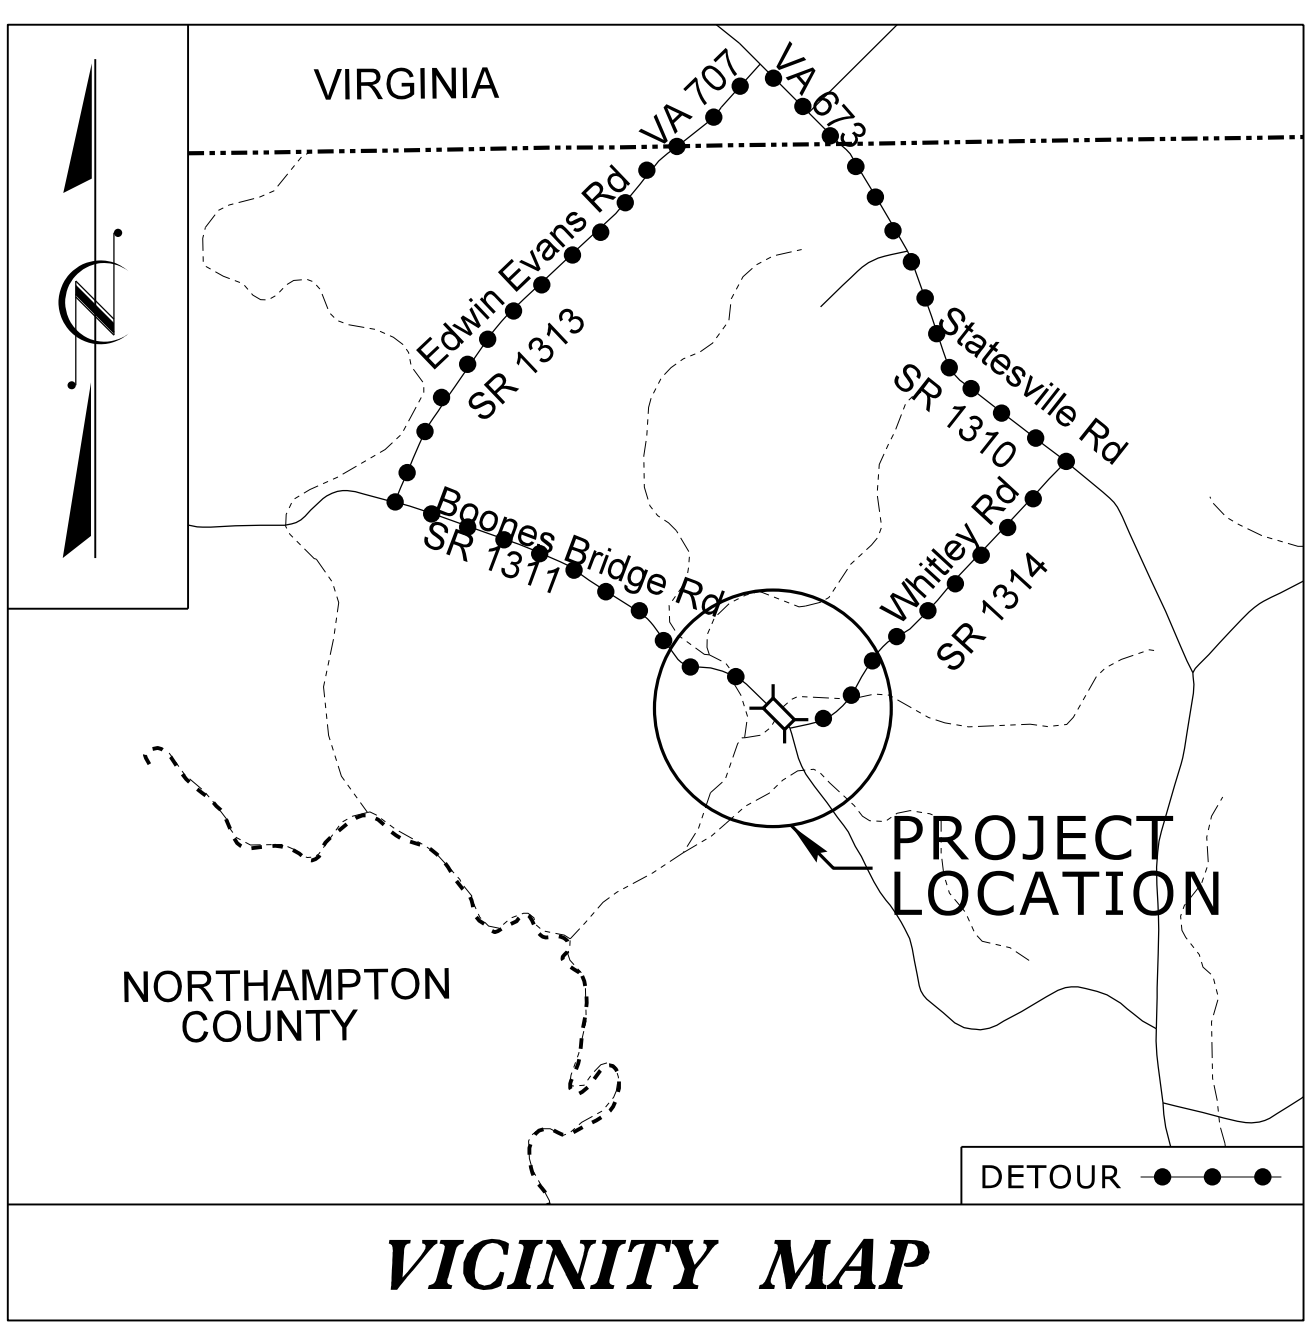 VIRGINIA
VA 707
VA 673
Edwin Evans Rd
SR 1313
Statesville Rd
SR 1310
Boones Bridge Rd
SR 1311
Whitley Rd
SR 1314
PROJECT
LOCATION
NORTHAMPTON
COUNTY
DETOUR
VICINITY MAP
N